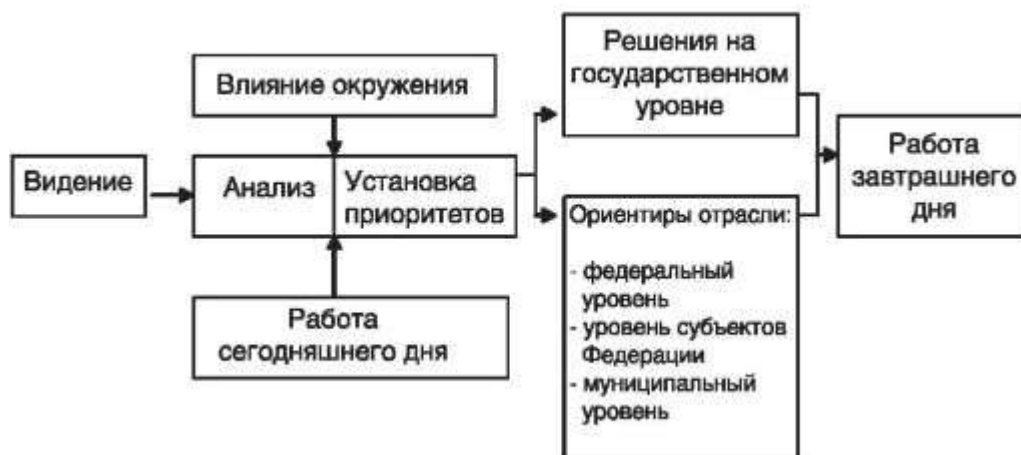 Влияние окружения
Видение
Анализ
Установка
приоритетов
Работа
сегодняшнего дня
Решения на
государственном
уровне
Ориентиры отрасли:
- федеральный
уровень
- уровень субъектов
Федерации
- муниципальный
уровень
Работа
завтрашнего
дня